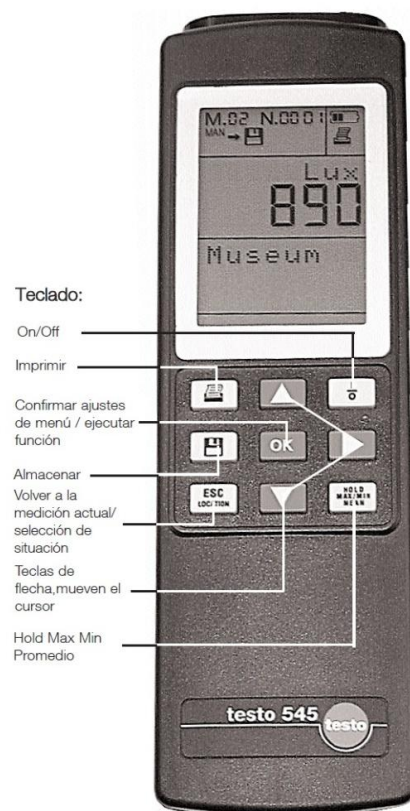 M.02 N.0001
MAN
Lux
890
Museum
Teclado:
On/Off
Imprimir
Confirmar ajustes
de menú / ejecutar
función
Almacenar
Volver a la
medición actual/
selección de
situación
Teclas de
flecha,mueven el
cursor
Hold Max Min
Promedio
OK
ESC
LOCATION
HOLD
MAX/MIN
MEAN
testo 545
testo